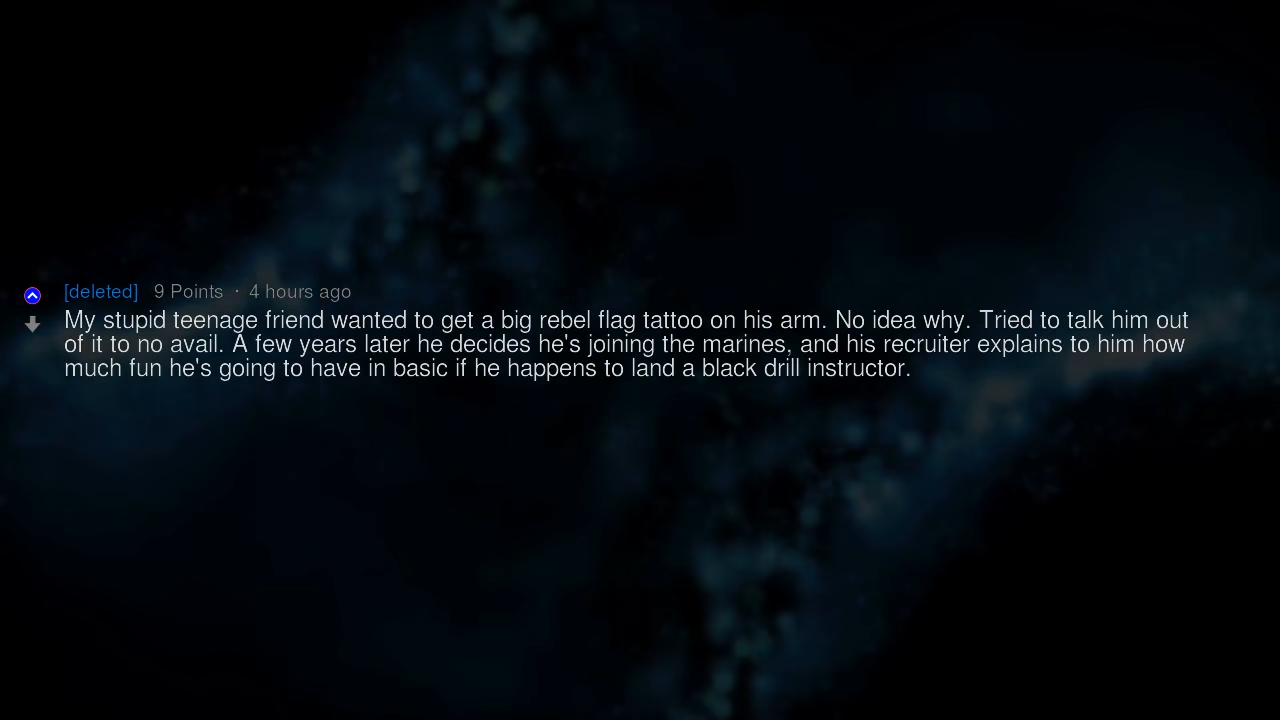 [deleted] 9 Points · 4 hours ago
My stupid teenage friend wanted to get a big rebel flag tattoo on his arm. No idea why. Tried to talk him out
of it to no avail. A few years later he decides he's joining the marines, and his recruiter explains to him how
much fun he's going to have in basic if he happens to land a black drill instructor.